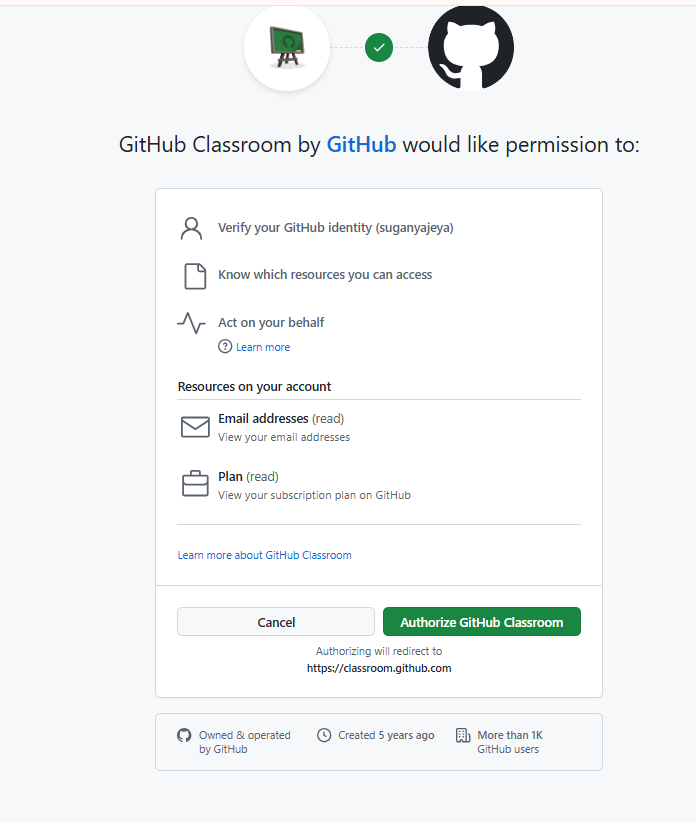 GitHub Classroom by GitHub would like permission to:
Verify your GitHub identity (suganyajeya)
Know which resources you can access
Act on your behalf
Learn more
Resources on your account
Email addresses (read)
View your email addresses
Plan (read)
View your subscription plan on GitHub
Learn more about GitHub Classroom
Cancel
Authorize GitHub Classroom
Authorizing will redirect to
https://classroom.github.com
Owned & operated
by GitHub
Created 5 years ago
More than 1K
GitHub users